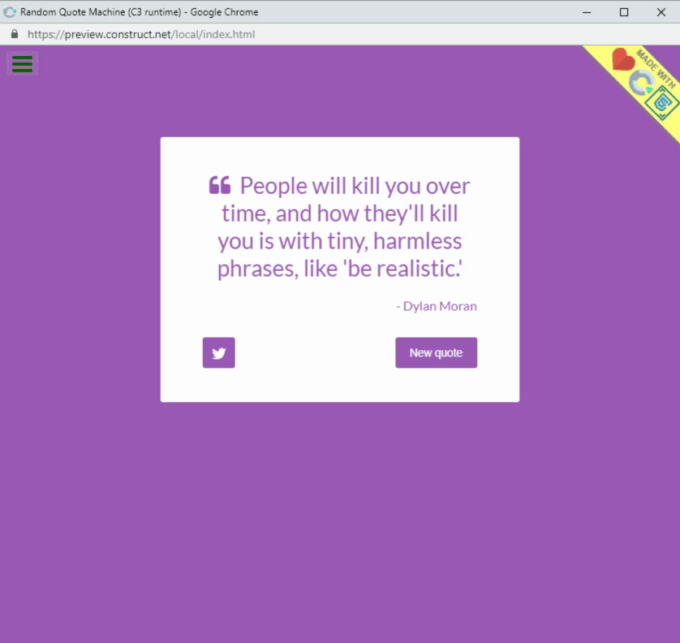 Random Quote Machine (C3 runtime) - Google Chrome
https://preview.construct.net/local/index.html
MADE WITH
People will kill you over
time, and how they'll kill
you is with tiny, harmless
phrases, like 'be realistic.'
- Dylan Moran
New quote